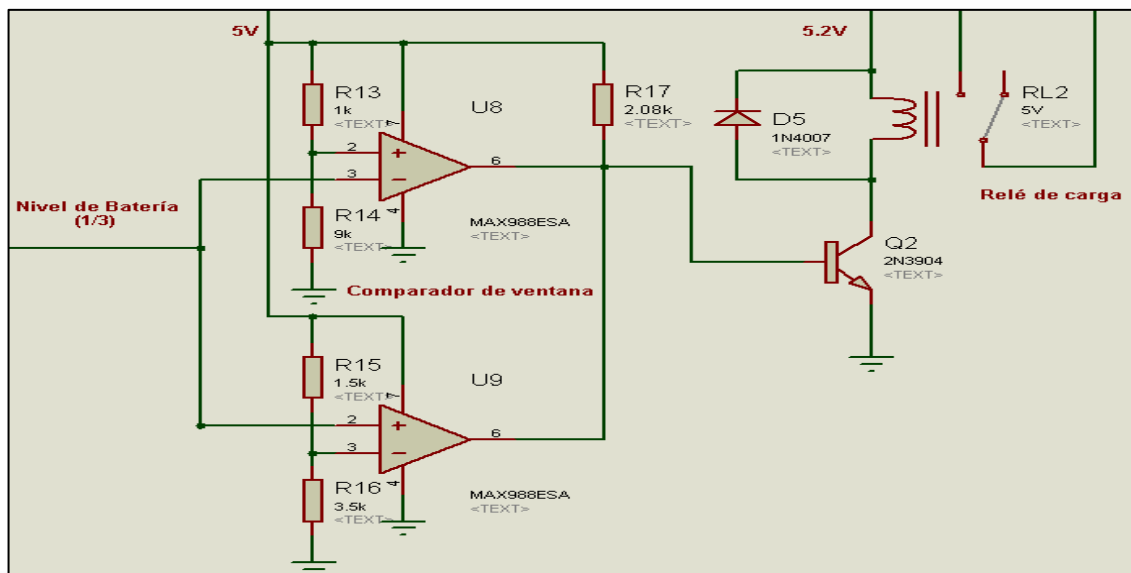 5V
5.2V
R13
1k
<TEXT>
U8
7
2
3
6
4
MAX988ESA
<TEXT>
R17
2.08k
<TEXT>
D5
1N4007
<TEXT>
RL2
5V
<TEXT>
Relé de carga
Nivel de Batería
(1/3)
R14
9k
<TEXT>
Comparador de ventana
Q2
2N3904
<TEXT>
R15
1.5k
<TEXT>
U9
7
2
3
6
4
MAX988ESA
<TEXT>
R16
3.5k
<TEXT>